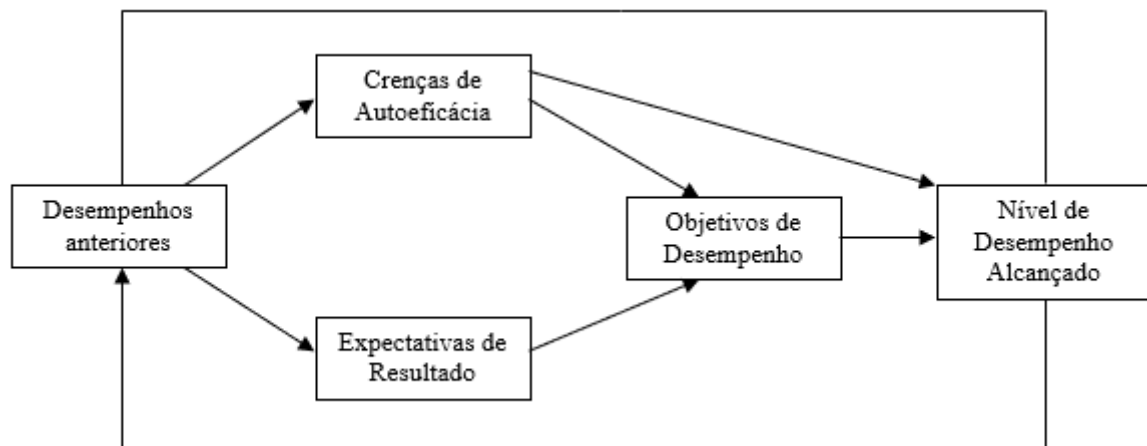 Crenças de
Autoeficácia
Desempenhos
anteriores
Objetivos de
Desempenho
Nível de
Desempenho
Alcançado
Expectativas de
Resultado